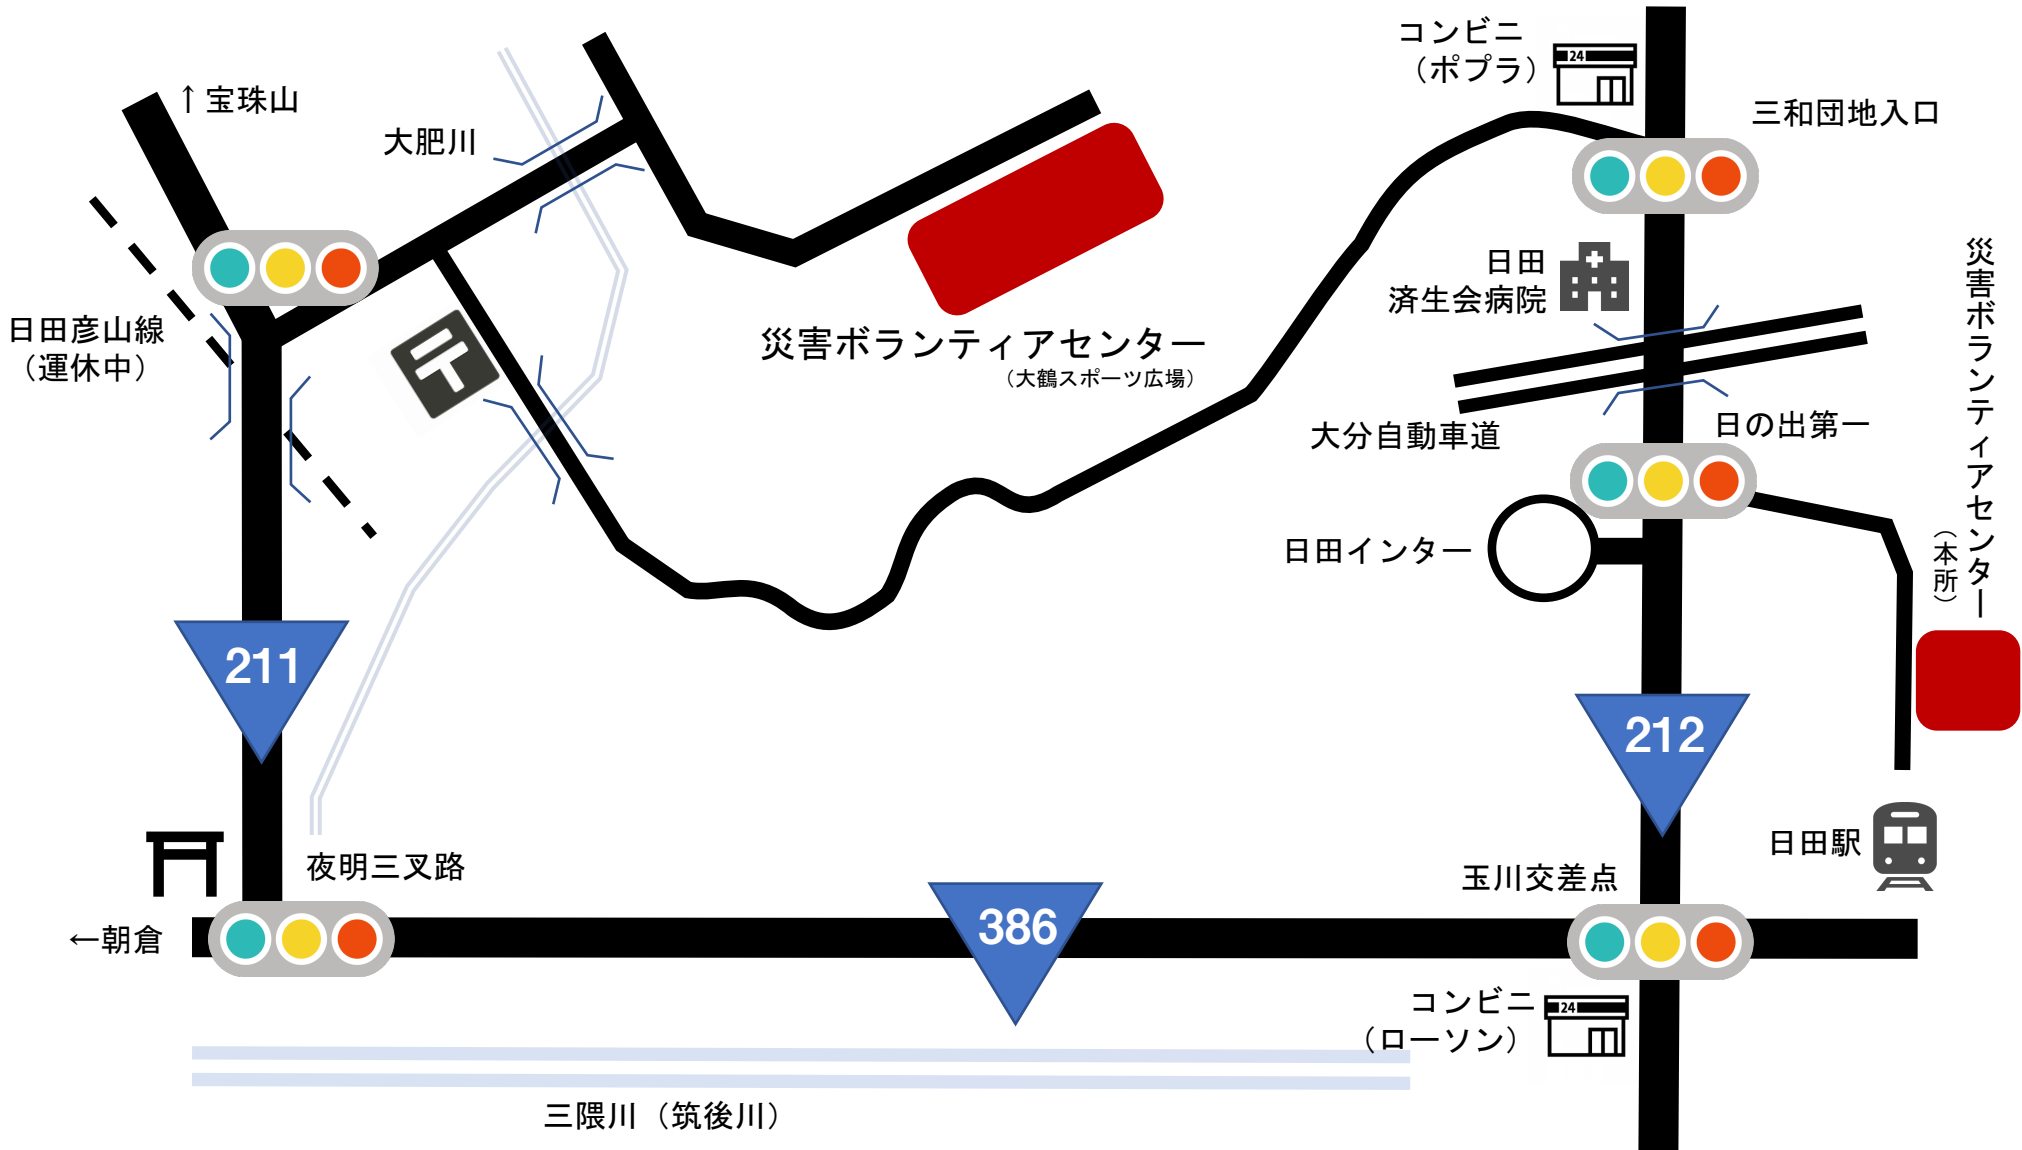 コンビニ
（ポプラ）
24
↑宝珠山
三和団地入口
大肥川
日田
済生会病院
災害ボランティアセンター
（本所）
日田彦山線
（運休中）
災害ボランティアセンター
（大鶴スポーツ広場）
大分自動車道
日の出第一
日田インター
211
212
日田駅
夜明三叉路
玉川交差点
←朝倉
386
コンビニ
（ローソン）
24
三隈川（筑後川）